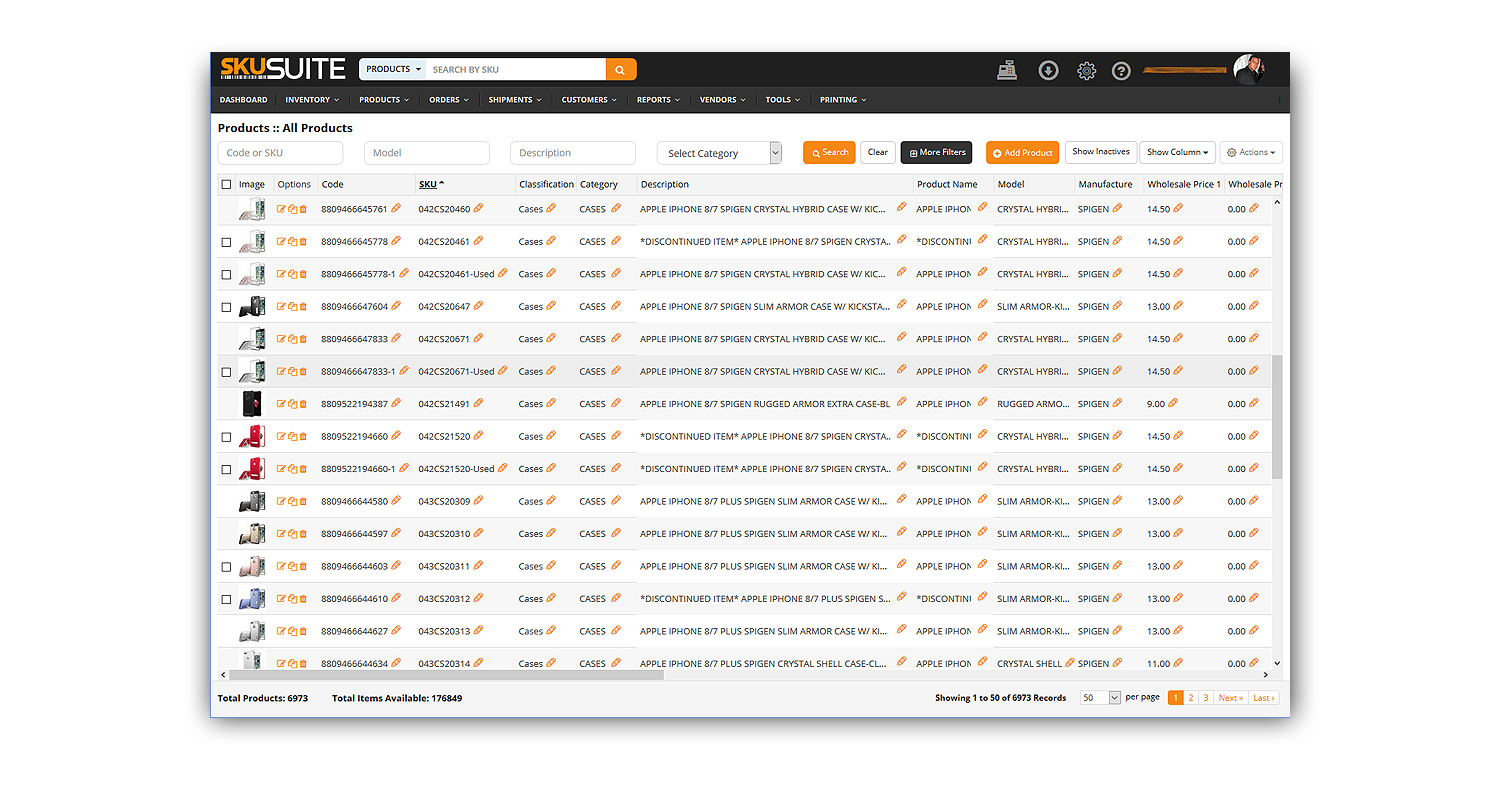 SKUSUITE PRODUCTS SEARCH BY SKU
DASHBOARD INVENTORY PRODUCTS ORDERS SHIPMENTS CUSTOMERS REPORTS VENDORS TOOLS PRINTING
Products :: All Products
Code or SKU Model Description Select Category Search Clear More Filters Add Product Show Inactives Show Column Actions
Image Options Code SKU Classification Category Description Product Name Model Manufacture Wholesale Price 1 Wholesale Pr
8809466645761 042CS20460 Cases CASES APPLE IPHONE 8/7 SPIGEN CRYSTAL HYBRID CASE W/ KIC... APPLE IPHON CRYSTAL HYBRI... SPIGEN 14.50 0.00
8809466645778 042CS20461 Cases CASES *DISCONTINUED ITEM* APPLE IPHONE 8/7 SPIGEN CRYSTA.. *DISCONTINI CRYSTAL HYBRI... SPIGEN 14.50 0.00
8809466645778-1 042CS20461-Used Cases CASES APPLE IPHONE 8/7 SPIGEN CRYSTAL HYBRID CASE W/ KIC... APPLE IPHON CRYSTAL HYBRI... SPIGEN 14.50 0.00
8809466647604 042CS20647 Cases CASES APPLE IPHONE 8/7 SPIGEN SLIM ARMOR CASE W/ KICKSTA... APPLE IPHON SLIM ARMOR-KI... SPIGEN 13.00 0.00
8809466647833 042CS20671 Cases CASES APPLE IPHONE 8/7 SPIGEN CRYSTAL HYBRID CASE W/ KIC... APPLE IPHON CRYSTAL HYBRI... SPIGEN 14.50 0.00
8809466647833-1 042CS20671-Used Cases CASES APPLE IPHONE 8/7 SPIGEN CRYSTAL HYBRID CASE W/ KIC... APPLE IPHON CRYSTAL HYBRI... SPIGEN 14.50 0.00
8809522194387 042CS21491 Cases CASES APPLE IPHONE 8/7 SPIGEN RUGGED ARMOR EXTRA CASE-BL APPLE IPHON RUGGED ARMO... SPIGEN 9.00 0.00
8809522194660 042CS21520 Cases CASES *DISCONTINUED ITEM* APPLE IPHONE 8/7 SPIGEN CRYSTA.. *DISCONTINI CRYSTAL HYBRI... SPIGEN 14.50 0.00
8809522194660-1 042CS21520-Used Cases CASES *DISCONTINUED ITEM* APPLE IPHONE 8/7 SPIGEN CRYSTA.. *DISCONTINI CRYSTAL HYBRI... SPIGEN 14.50 0.00
8809466644580 043CS20309 Cases CASES APPLE IPHONE 8/7 PLUS SPIGEN SLIM ARMOR CASE W/ KI... APPLE IPHON SLIM ARMOR-KI... SPIGEN 13.00 0.00
8809466644597 043CS20310 Cases CASES APPLE IPHONE 8/7 PLUS SPIGEN SLIM ARMOR CASE W/ KI... APPLE IPHON SLIM ARMOR-KI... SPIGEN 13.00 0.00
8809466644603 043CS20311 Cases CASES APPLE IPHONE 8/7 PLUS SPIGEN SLIM ARMOR CASE W/ KI... APPLE IPHON SLIM ARMOR-KI... SPIGEN 13.00 0.00
8809466644610 043CS20312 Cases CASES *DISCONTINUED ITEM* APPLE IPHONE 8/7 PLUS SPIGEN S... *DISCONTINI SLIM ARMOR-KI... SPIGEN 13.00 0.00
8809466644627 043CS20313 Cases CASES APPLE IPHONE 8/7 PLUS SPIGEN SLIM ARMOR CASE W/ KI... APPLE IPHON SLIM ARMOR-KI... SPIGEN 13.00 0.00
8809466644634 043CS20314 Cases CASES APPLE IPHONE 8/7 PLUS SPIGEN CRYSTAL SHELL CASE-CL... APPLE IPHON CRYSTAL SHELL SPIGEN 11.00 0.00
Total Products: 6973 Total Items Available: 176849 Showing 1 to 50 of 6973 Records 50 per page 1 2 3 Next » Last ›